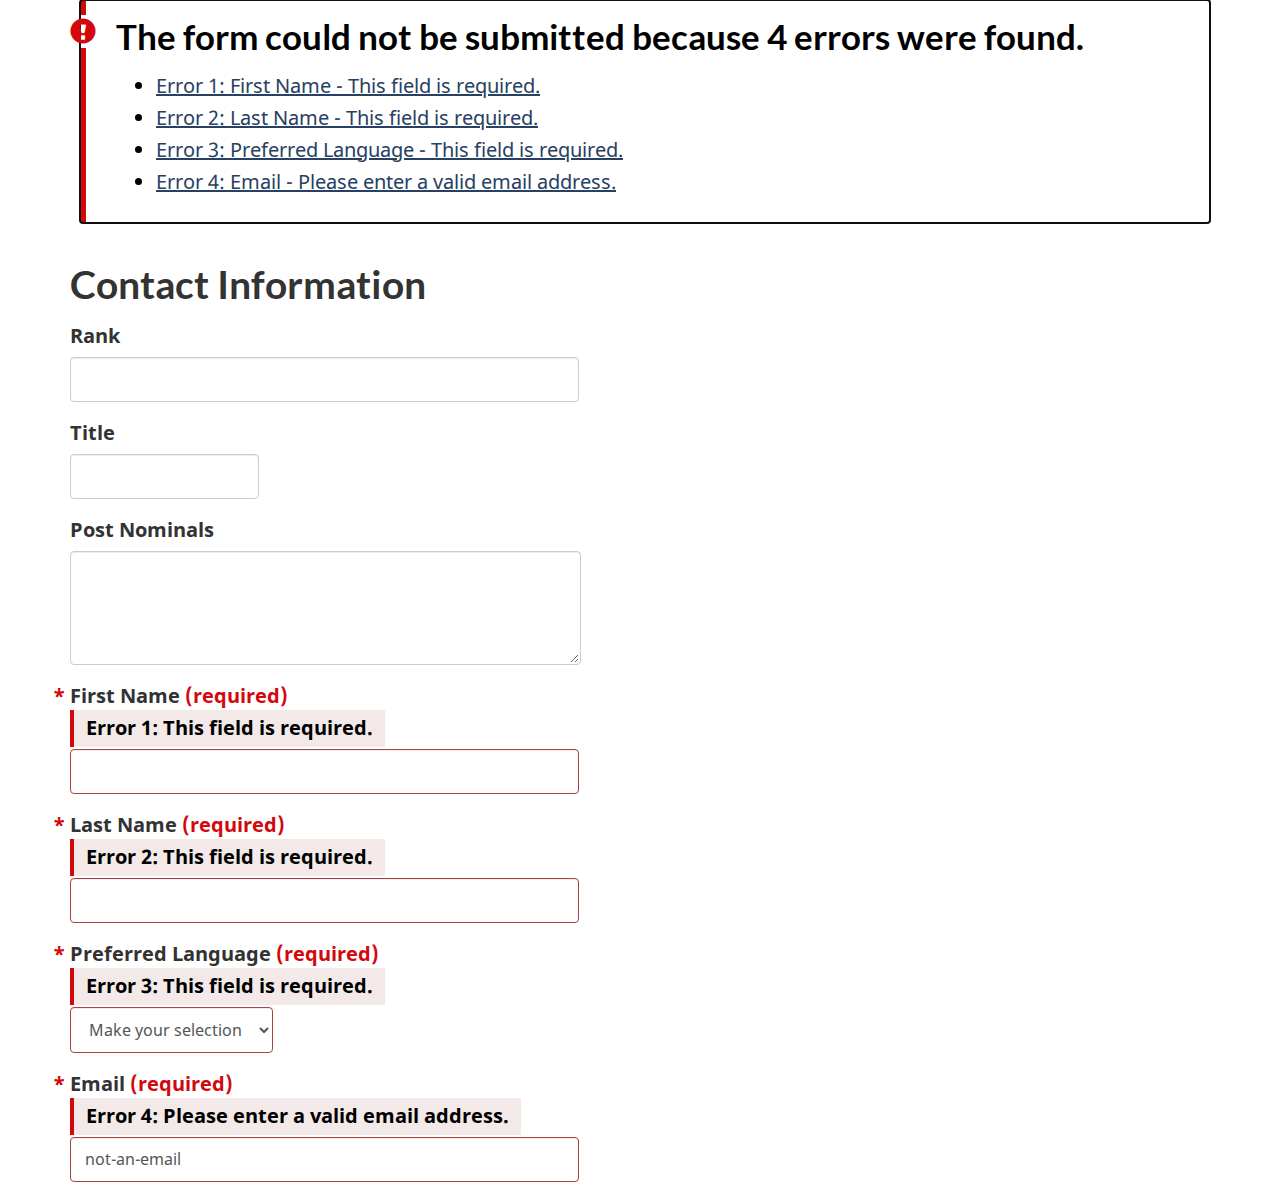 The form could not be submitted because 4 errors were found.
Error 1: First Name - This field is required.
Error 2: Last Name - This field is required.
Error 3: Preferred Language - This field is required.
Error 4: Email - Please enter a valid email address.
Contact Information
Rank
Title
Post Nominals
* First Name (required)
Error 1: This field is required.
* Last Name (required)
Error 2: This field is required.
* Preferred Language (required)
Error 3: This field is required.
Make your selection
* Email (required)
Error 4: Please enter a valid email address.
not-an-email